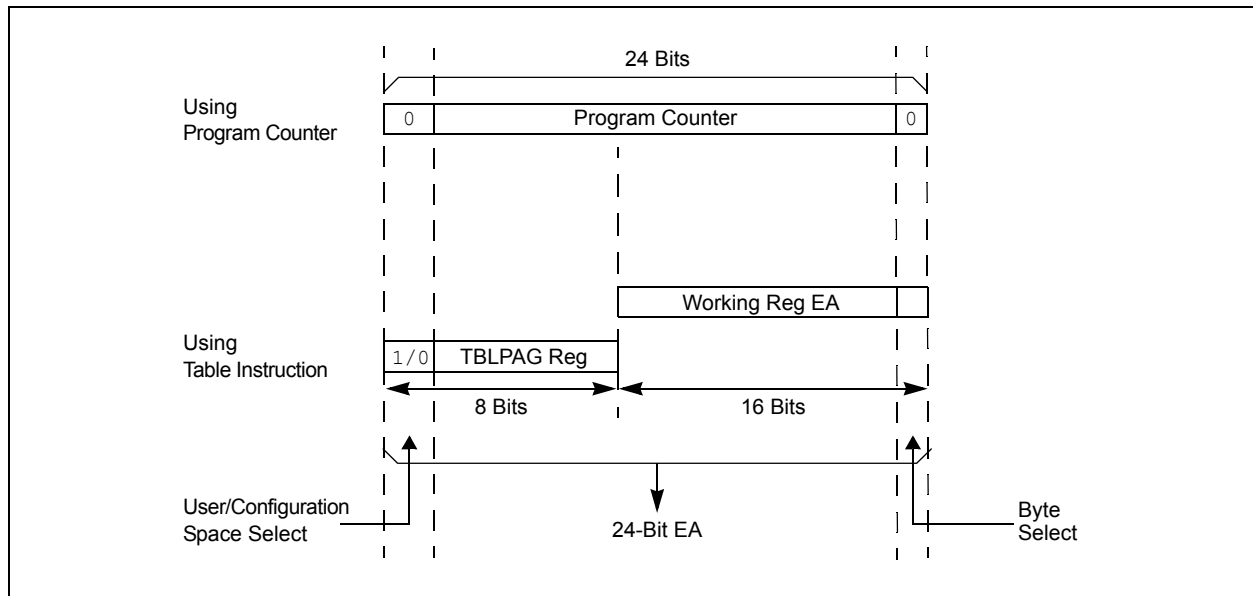 24 Bits
Using
Program Counter
0
Program Counter
0
Working Reg EA
Using
Table Instruction
1/0
TBLPAG Reg
8 Bits
16 Bits
User/Configuration
Space Select
24-Bit EA
Byte
Select